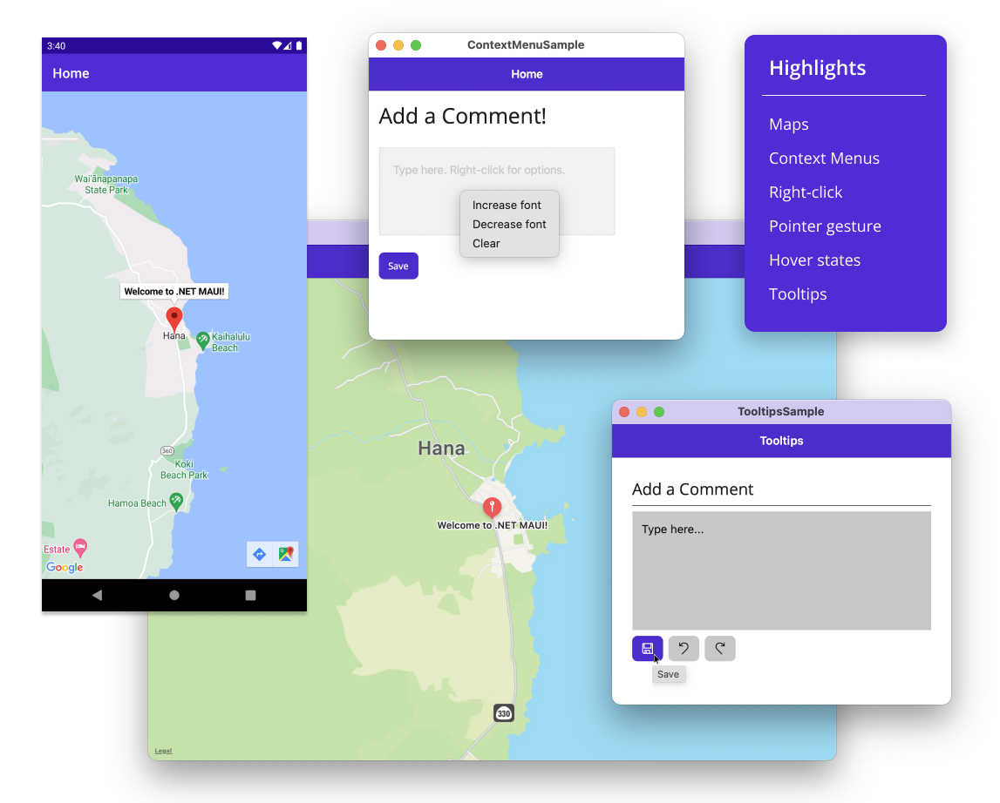 3:40
Home
Wai'ānapanapa
State Park
Welcome to .NET MAUI!
Hana
Kaihalulu
Beach
360
Koki
Beach Park
Hamoa Beach
Estate
Google
ContextMenuSample
Home
Add a Comment!
Type here. Right-click for options.
Increase font
Decrease font
Clear
Save
Highlights
Maps
Context Menus
Right-click
Pointer gesture
Hover states
Tooltips
Hana
Welcome to .NET MAUI!
330
Legal
TooltipsSample
Tooltips
Add a Comment
Type here...
Save